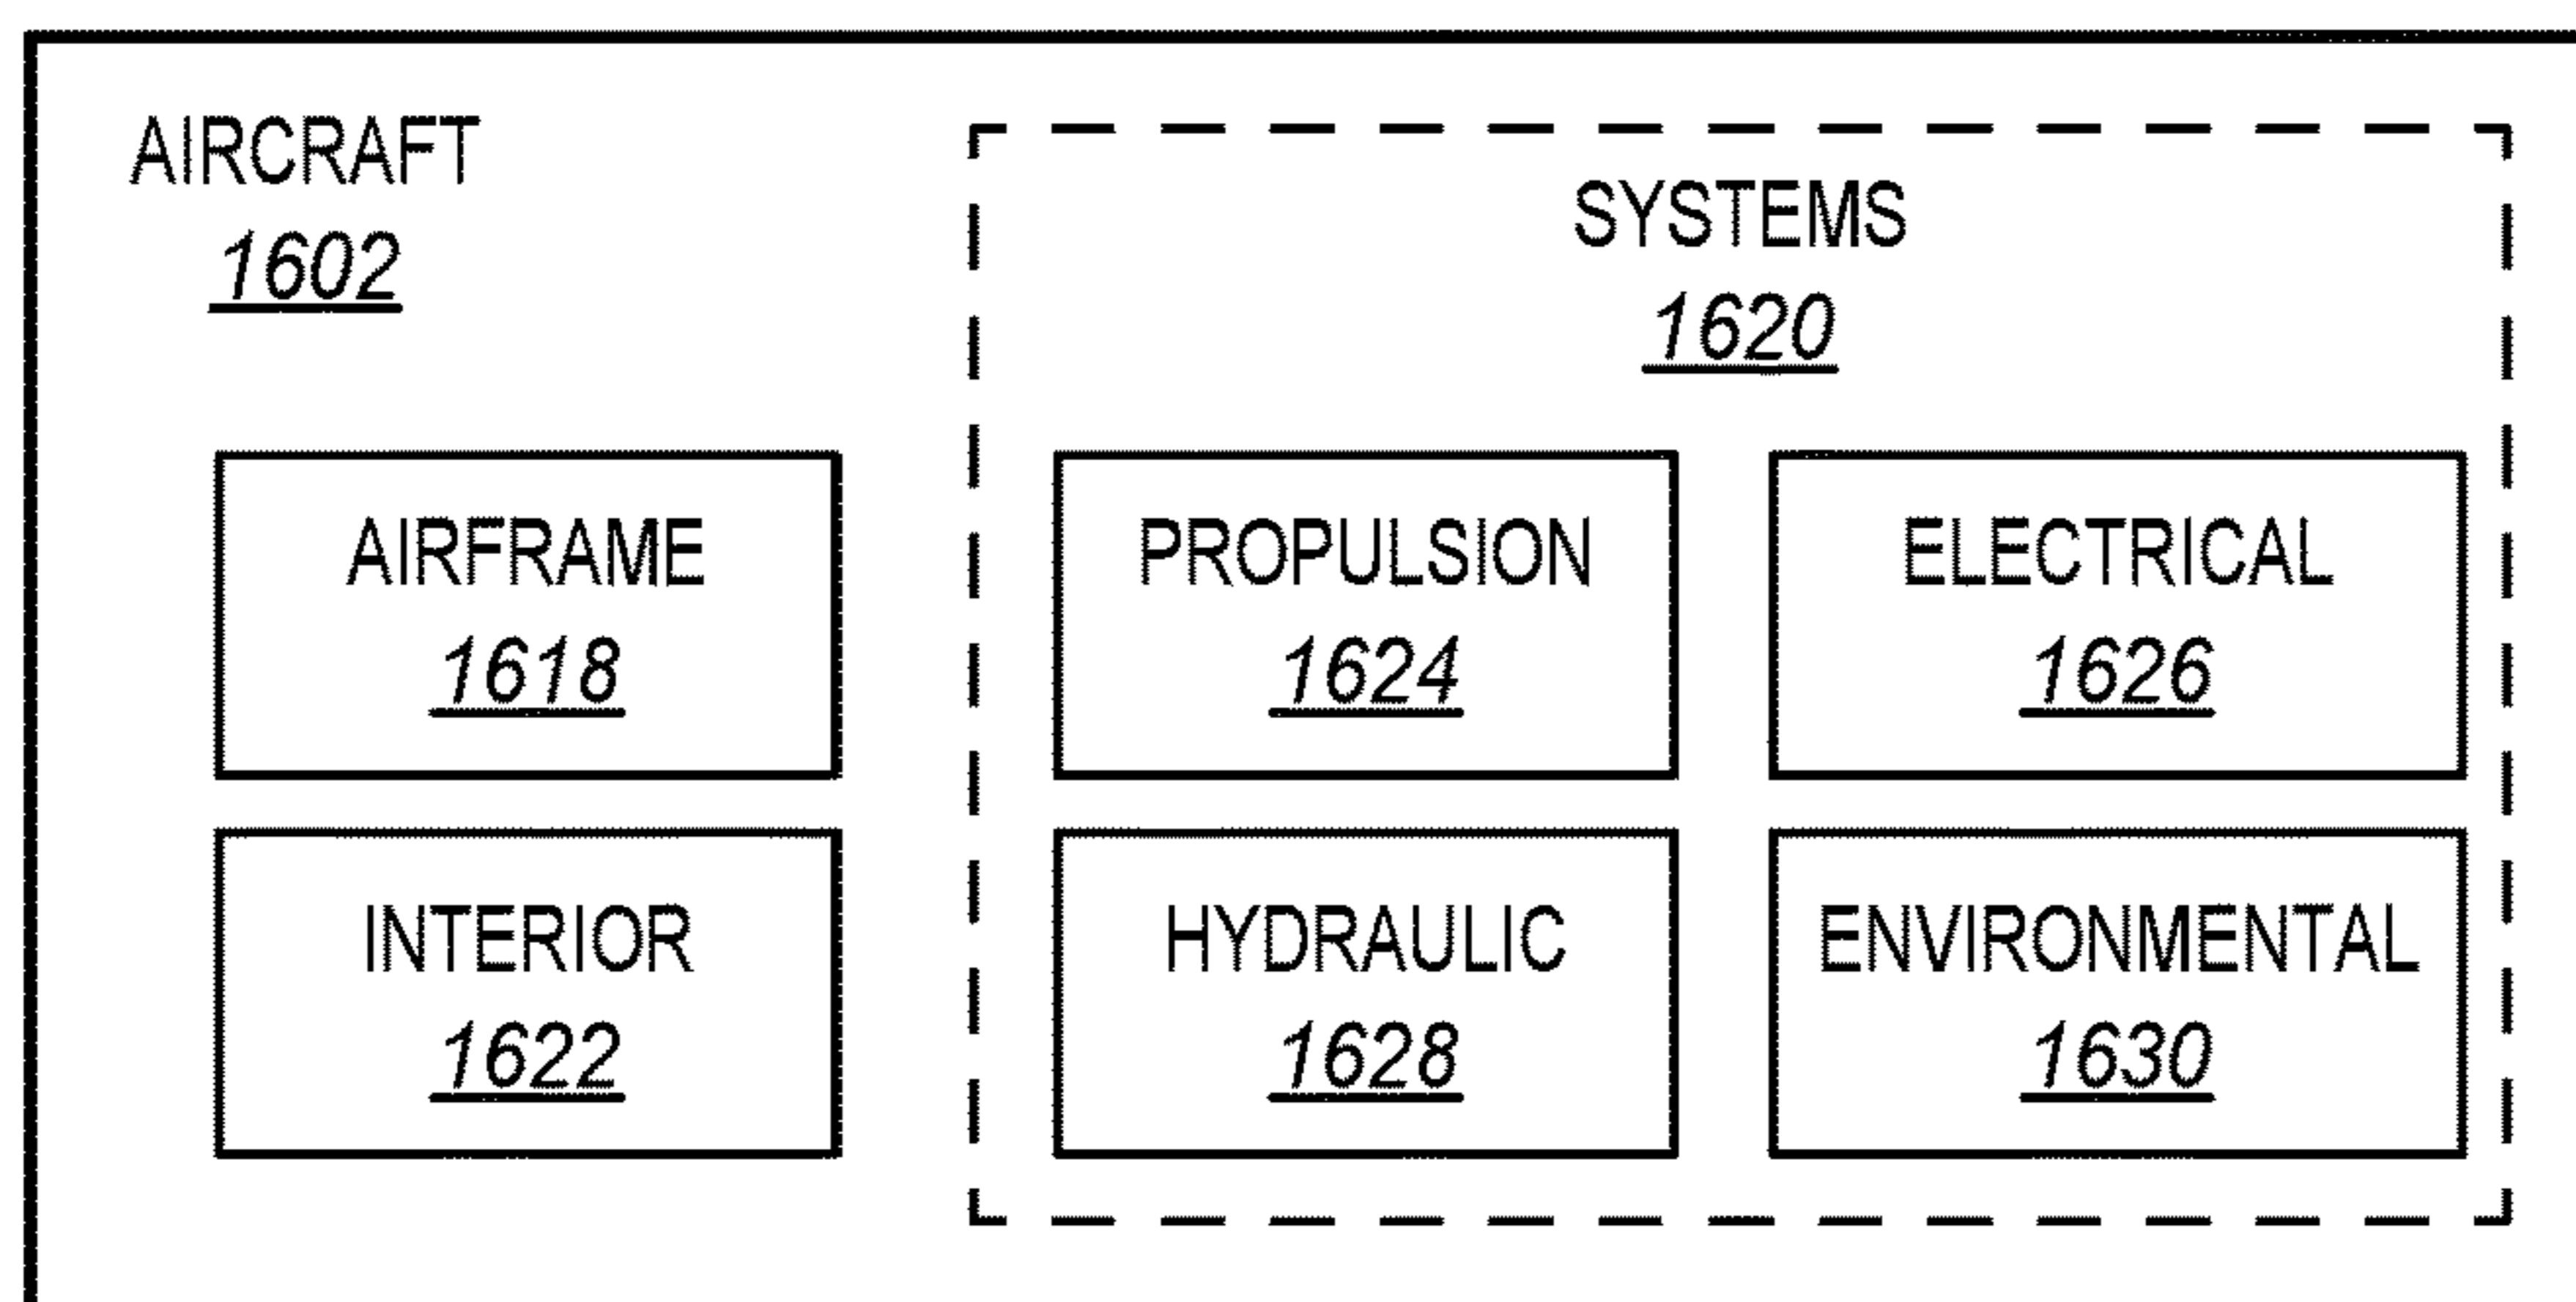 AIRCRAFT
1602
SYSTEMS
1620
AIRFRAME
1618
PROPULSION
1624
ELECTRICAL
1626
INTERIOR
1622
HYDRAULIC
1628
ENVIRONMENTAL
1630